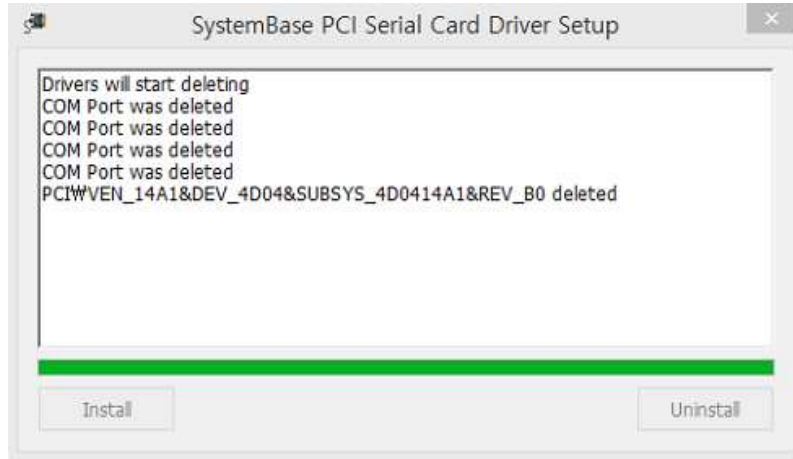 SystemBase PCI Serial Card Driver Setup
Drivers will start deleting
COM Port was deleted
COM Port was deleted
COM Port was deleted
COM Port was deleted
PCI₩VEN_14A1&DEV_4D04&SUBSYS_4D0414A1&REV_B0 deleted
Install
Uninstall